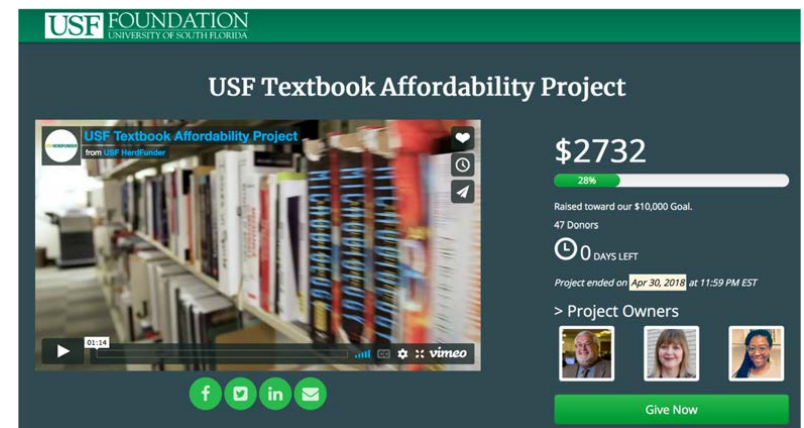 USF FOUNDATION
UNIVERSITY OF SOUTH FLORIDA
USF Textbook Affordability Project
USF Textbook Affordability Project
from USF HerdFunder
01:14
CC
vimeo
$2732
28%
Raised toward our $10,000 Goal.
47 Donors
0 DAYS LEFT
Project ended on Apr 30, 2018 at 11:59 PM EST
> Project Owners
Give Now